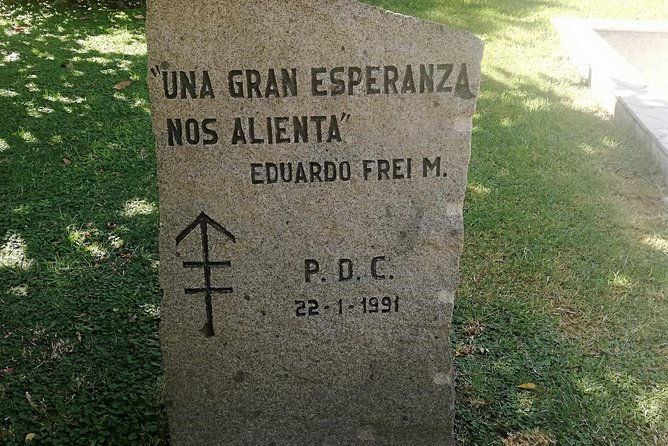 "UNA GRAN ESPERANZA
NOS ALIENTA"
EDUARDO FREI M.
P. D. C.
22-1-1991